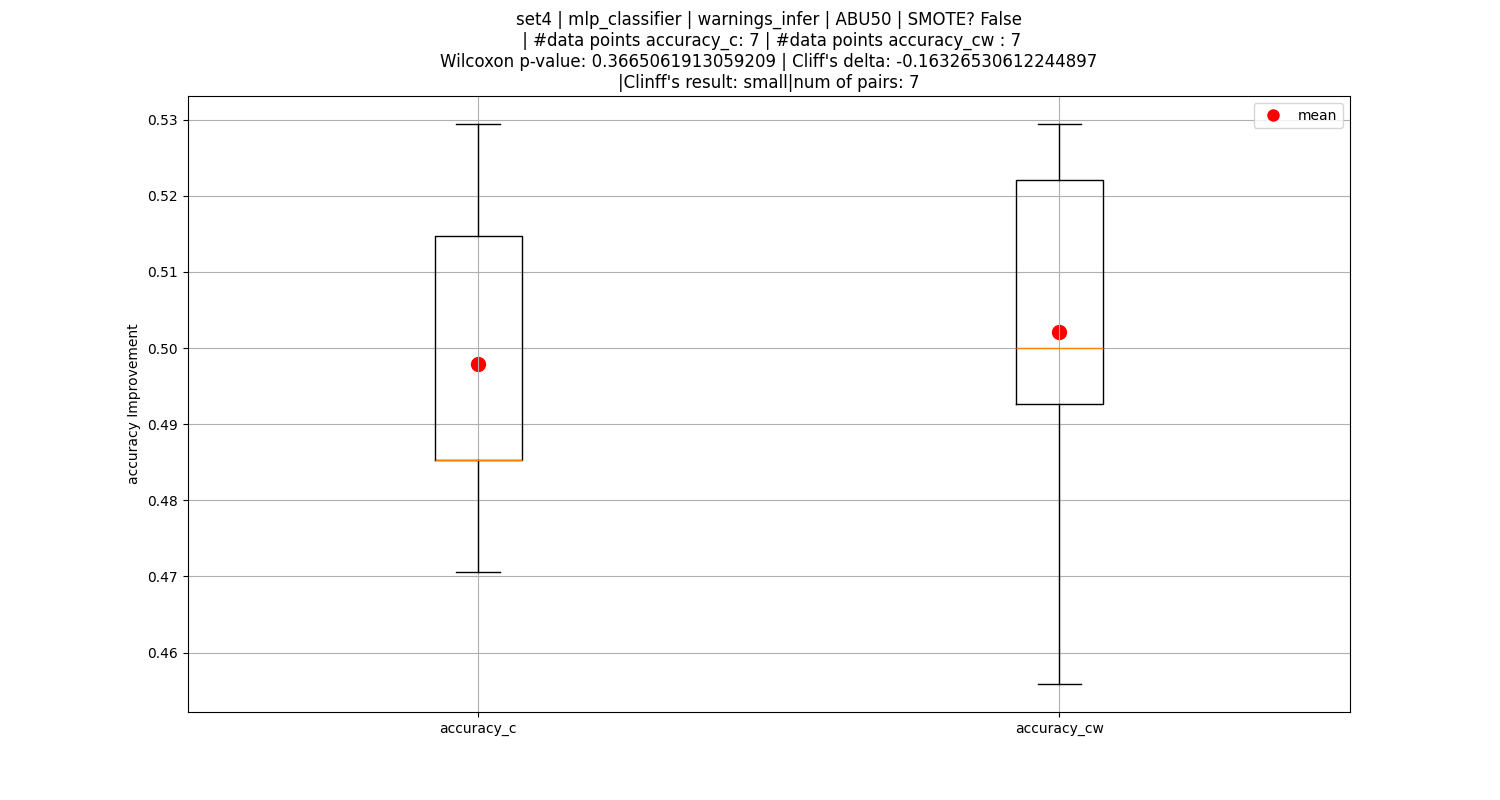 set4 | mlp_classifier | warnings_infer | ABU50 | SMOTE? False
| #data points accuracy_c: 7 | #data points accuracy_cw : 7
Wilcoxon p-value: 0.3665061913059209 | Cliff's delta: -0.16326530612244897
|Clinff's result: small|num of pairs: 7
mean
0.53
0.52
0.51
0.50
0.49
0.48
0.47
0.46
accuracy Improvement
accuracy_c
accuracy_cw